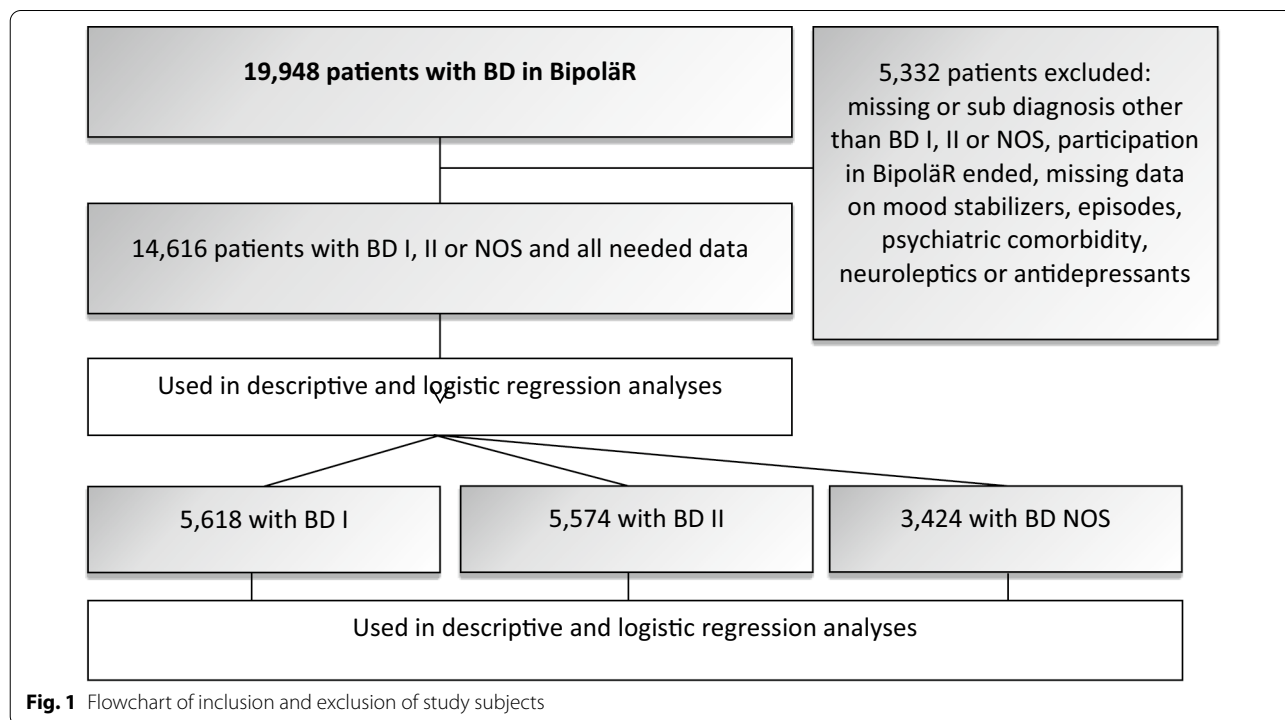 19,948 patients with BD in BipoläR
5,332 patients excluded:
missing or sub diagnosis other
than BD I, II or NOS, participation
in BipoläR ended, missing data
on mood stabilizers, episodes,
psychiatric comorbidity,
neuroleptics or antidepressants
14,616 patients with BD I, II or NOS and all needed data
Used in descriptive and logistic regression analyses
5,618 with BD I
5,574 with BD II
3,424 with BD NOS
Used in descriptive and logistic regression analyses
Fig. 1 Flowchart of inclusion and exclusion of study subjects